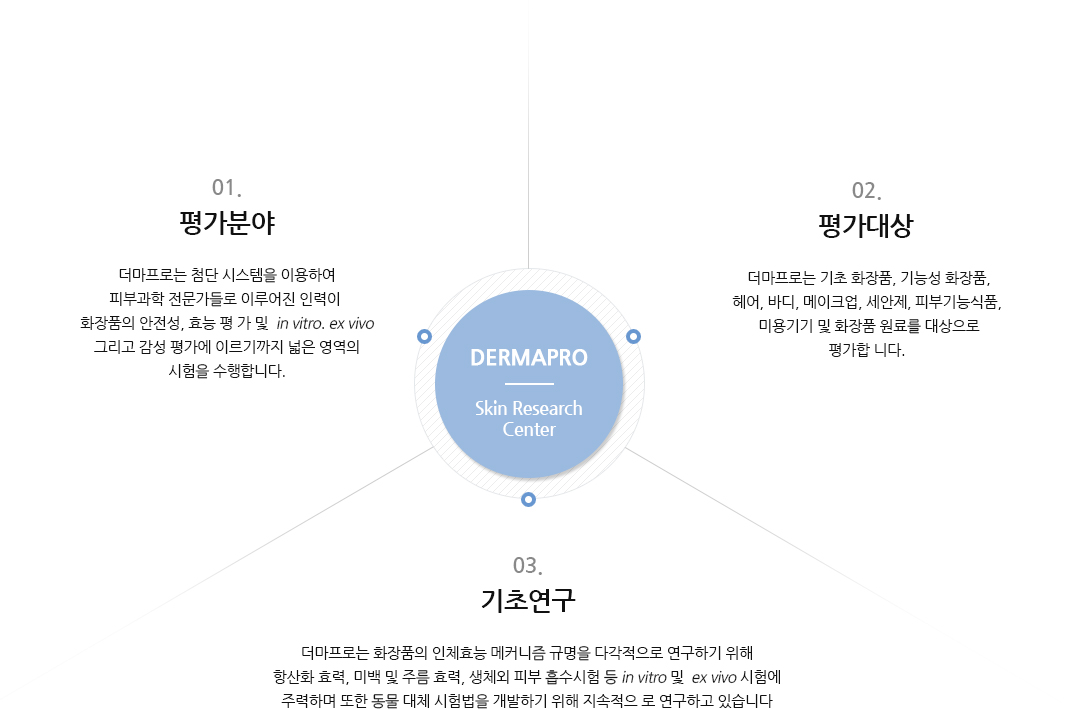 01.
평가분야
더마프로는 첨단 시스템을 이용하여
피부과학 전문가들로 이루어진 인력이
화장품의 안전성, 효능 평 가 및 in vitro. ex vivo
그리고 감성 평가에 이르기까지 넓은 영역의
시험을 수행합니다.
02.
평가대상
더마프로는 기초 화장품, 기능성 화장품,
헤어, 바디, 메이크업, 세안제, 피부기능식품,
미용기기 및 화장품 원료를 대상으로
평가합 니다.
DERMAPRO
Skin Research
Center
03.
기초연구
더마프로는 화장품의 인체효능 메커니즘 규명을 다각적으로 연구하기 위해
항산화 효력, 미백 및 주름 효력, 생체외 피부 흡수시험 등 in vitro 및 ex vivo 시험에
주력하며 또한 동물 대체 시험법을 개발하기 위해 지속적으 로 연구하고 있습니다